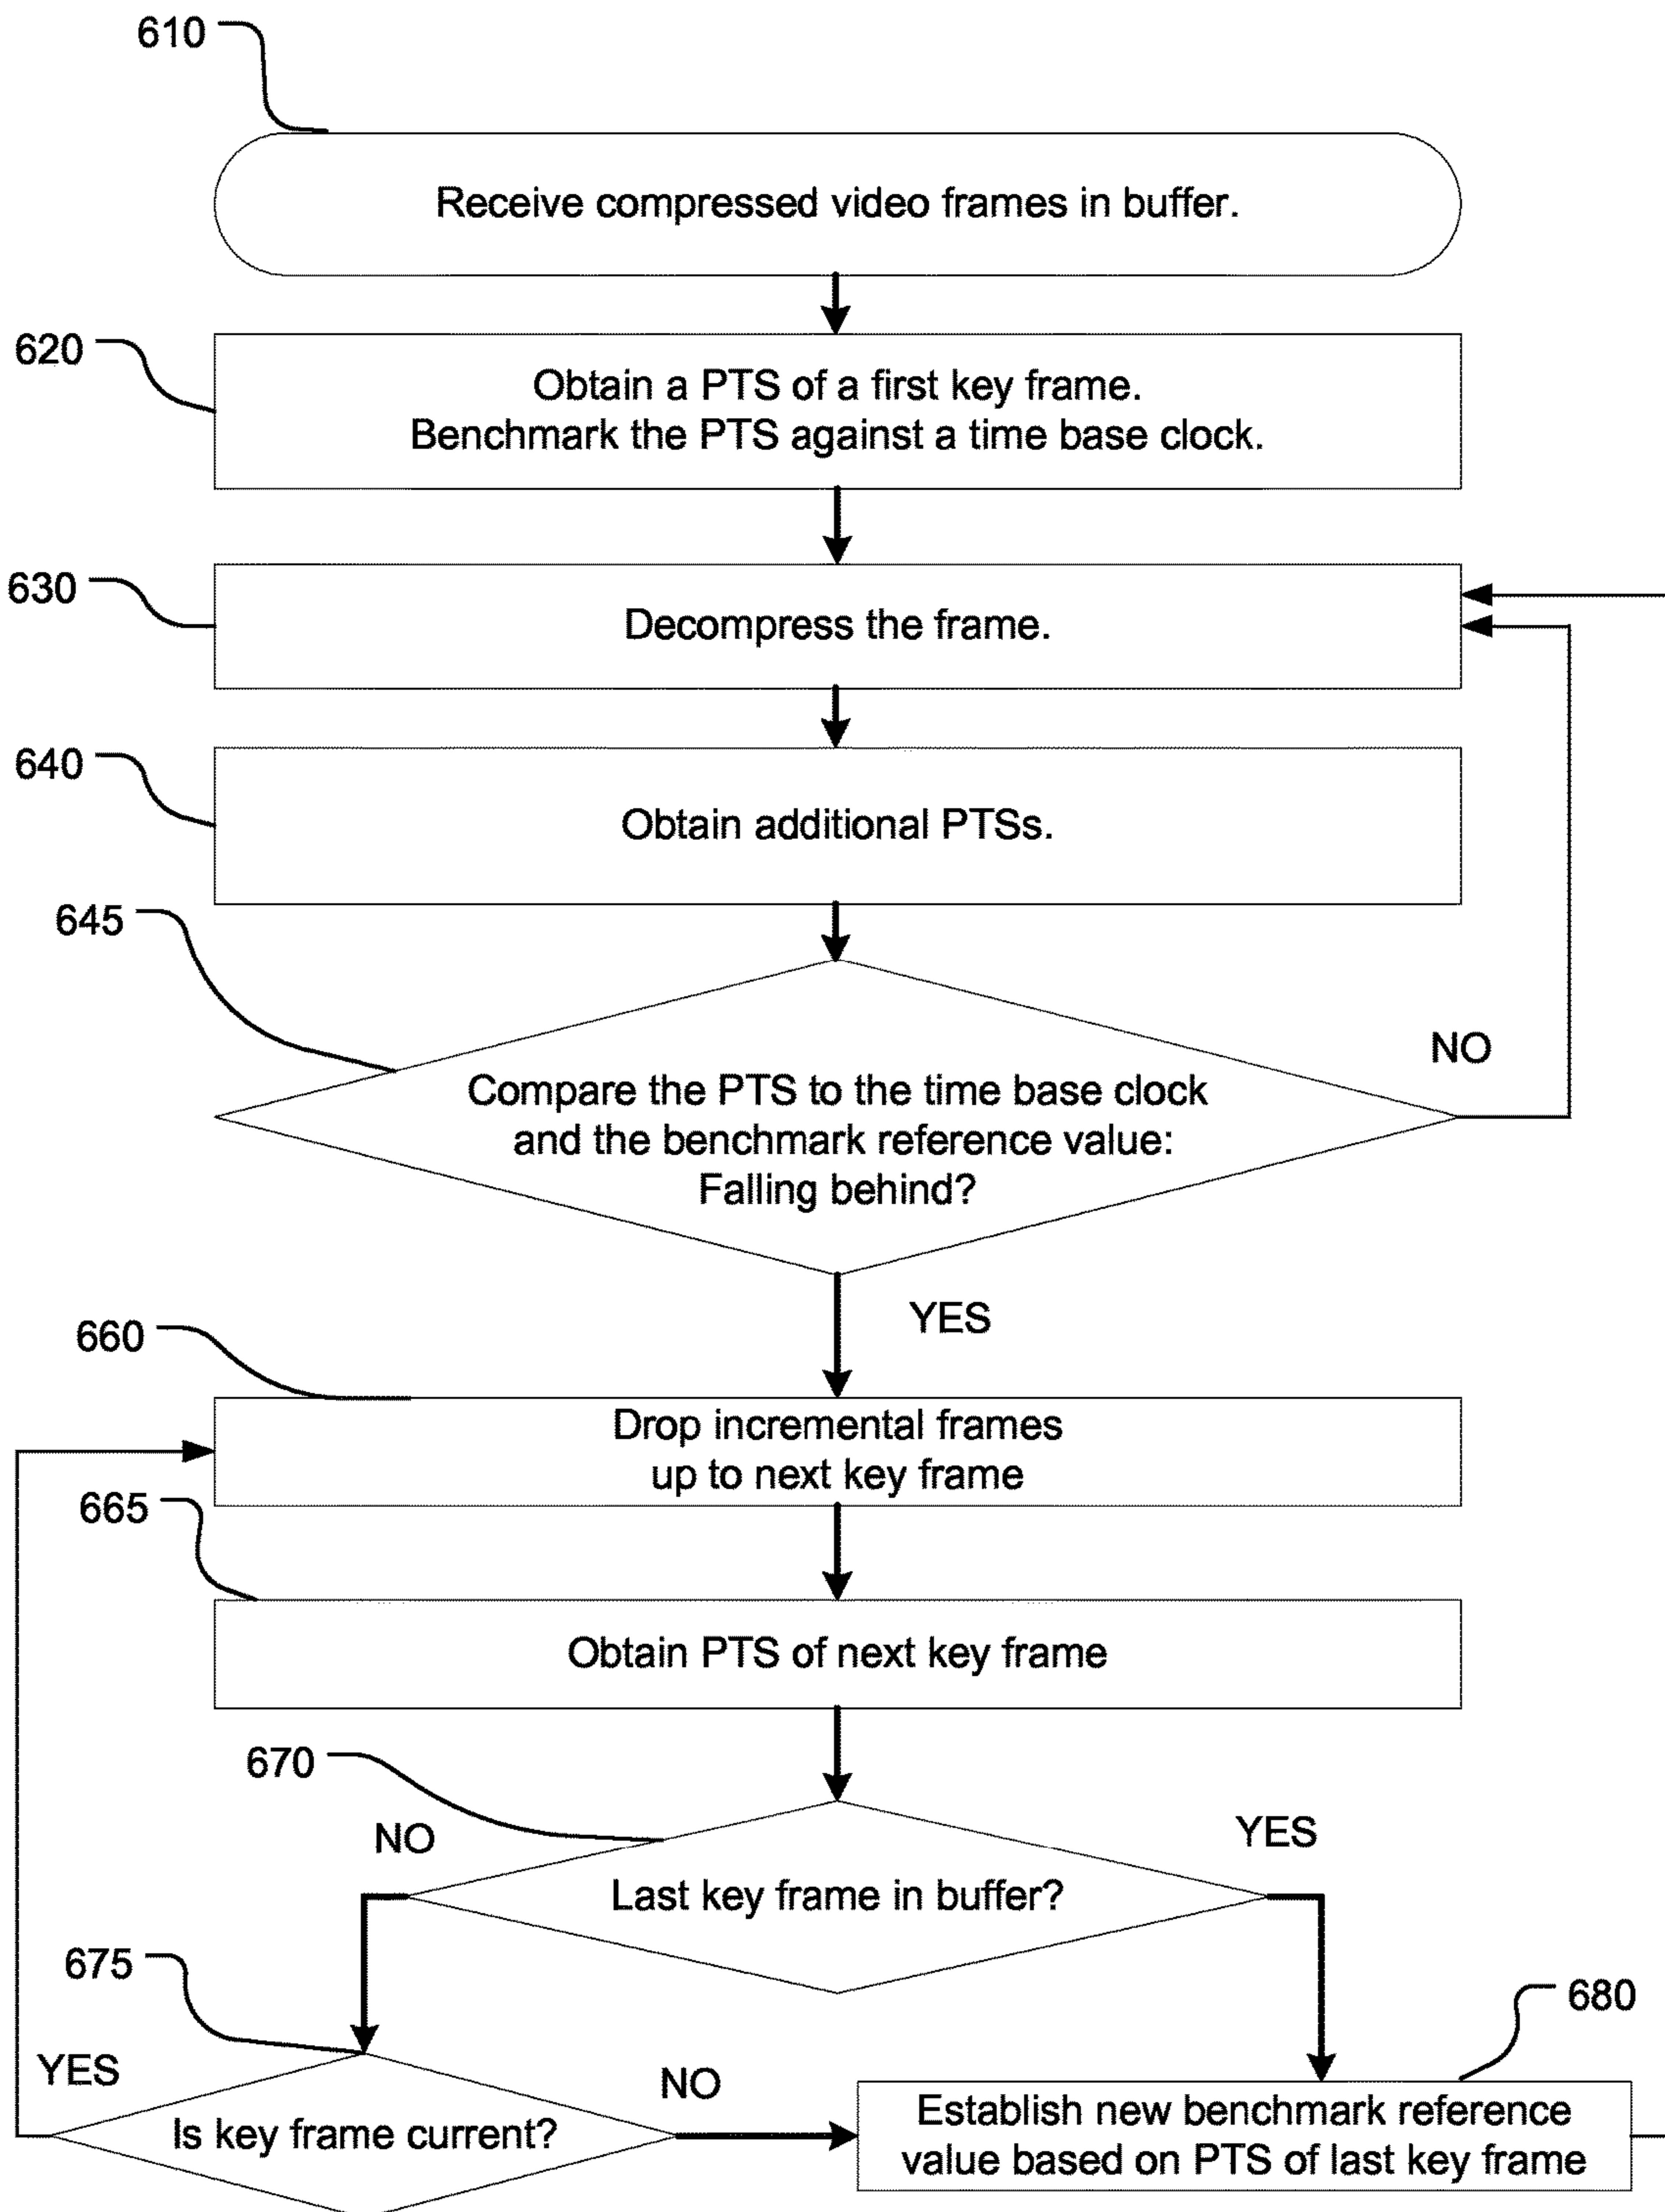 610
Receive compressed video frames in buffer.
620
Obtain a PTS of a first key frame.
Benchmark the PTS against a time base clock.
630
Decompress the frame.
640
Obtain additional PTSs.
645
NO
Compare the PTS to the time base clock
and the benchmark reference value:
Falling behind?
YES
660
Drop incremental frames
up to next key frame
665
Obtain PTS of next key frame
670
NO
YES
Last key frame in buffer?
675
680
YES
NO
Is key frame current?
Establish new benchmark reference
value based on PTS of last key frame